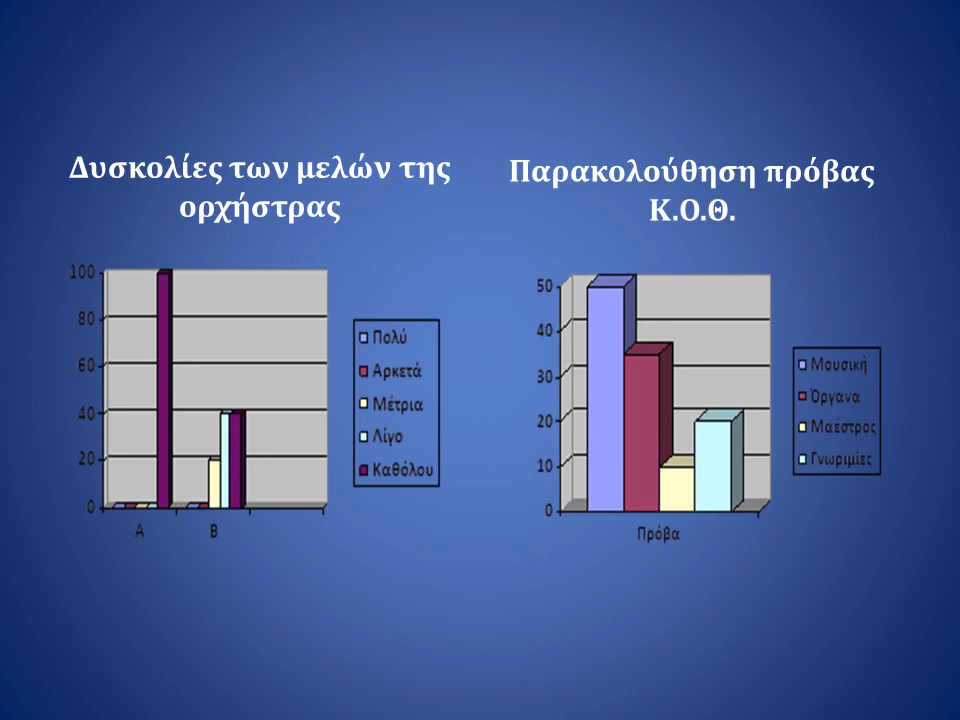 Δυσκολίες των μελών της
ορχήστρας
100
80
60
40
20
0
Α
Β
Πολύ
Αρκετά
Μέτρια
Λίγο
Καθόλου
Παρακολούθηση πρόβας
Κ.Ο.Θ.
50
40
30
20
10
0
Πρόβα
Μουσική
Όργανα
Μαέστρος
Γνωριμίες